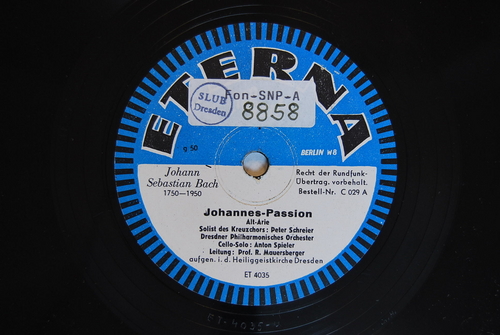 ETERNA
SLUB
Dresden
Fon-SNP-A
8858
g 50
BERLIN W8
Johann
Sebastian Bach
1750—1950
Recht der Rundfunk-
Übertrag. vorbehalt.
Bestell-Nr. C 029 A
Johannes-Passion
Alt-Arie
Solist des Kreuzchors: Peter Schreier
Dresdner Philharmonisches Orchester
Cello-Solo: Anton Spieler
Leitung: Prof. R. Mauersberger
aufgen. i. d. Heiliggeistkirche Dresden
ET 4035